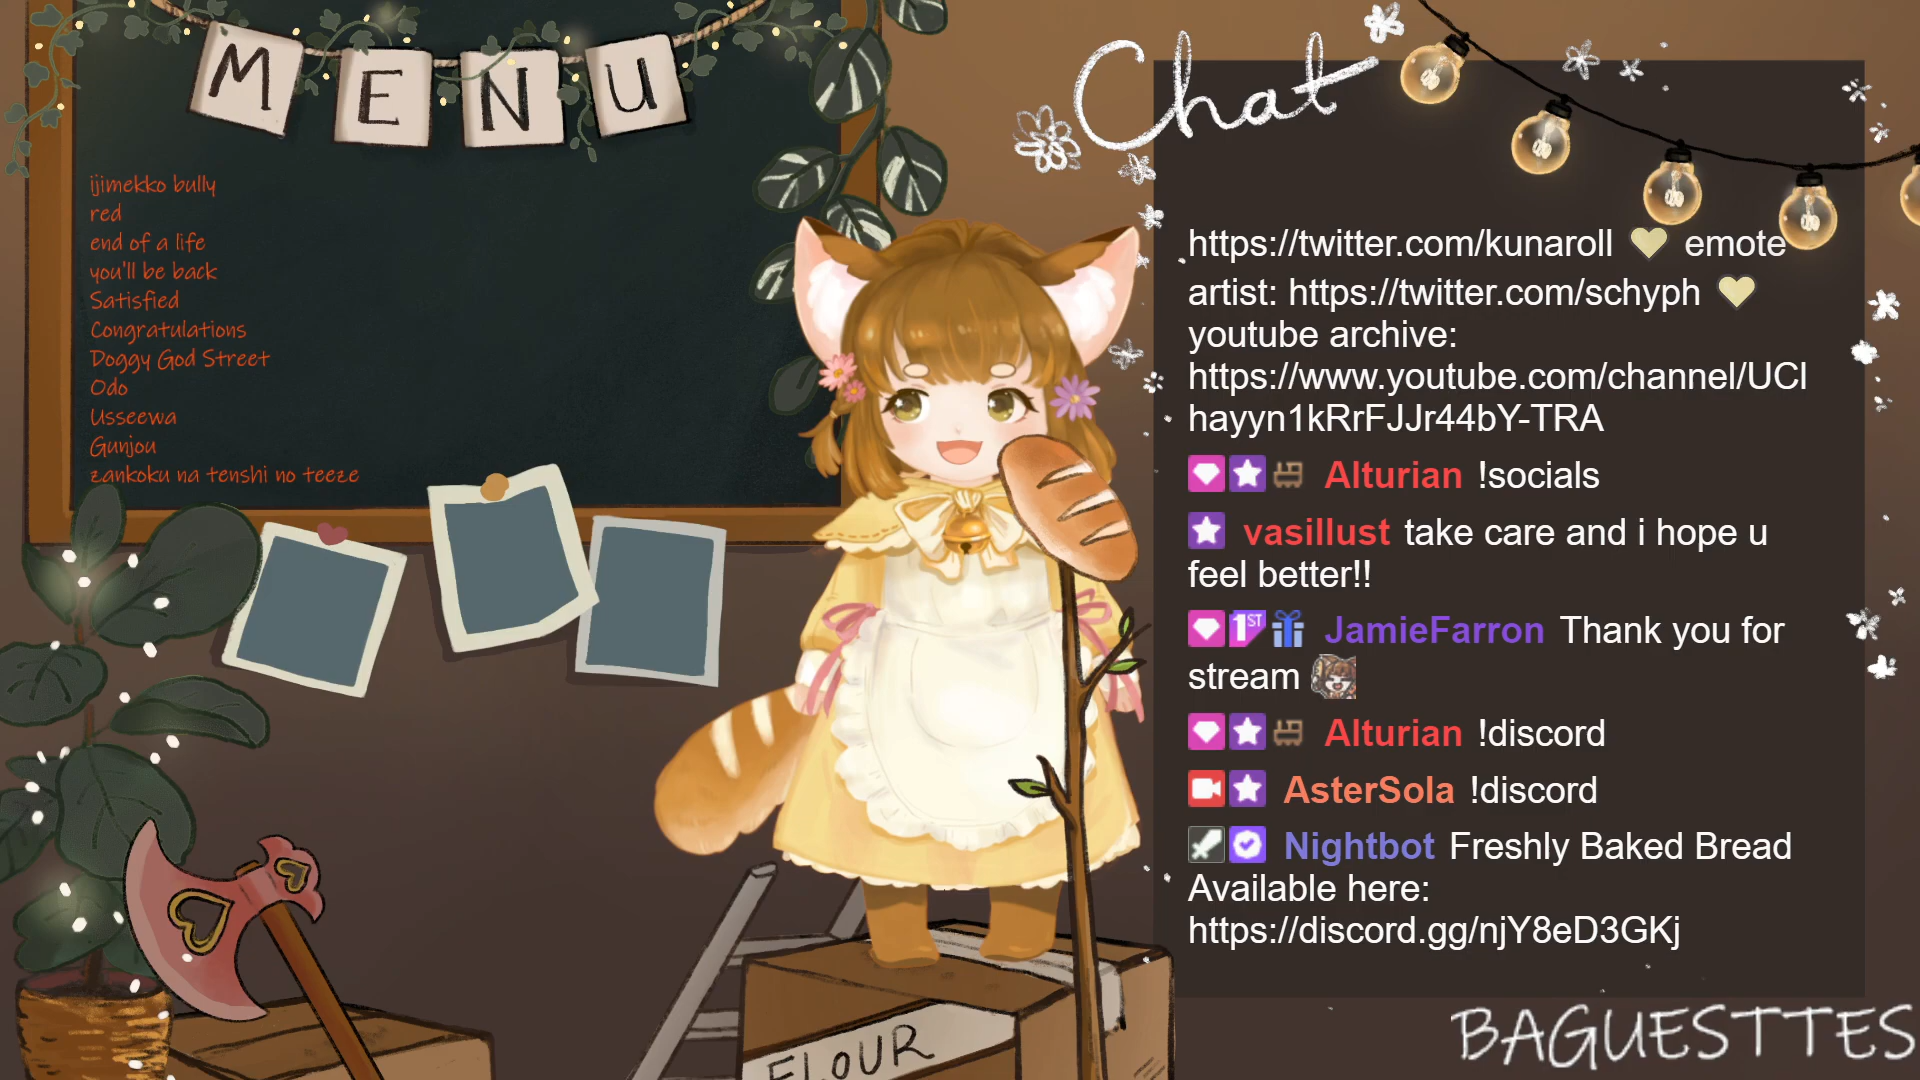 MENU
ijimekko bully
red
end of a life
you'll be back
Satisfied
Congratulations
Doggy God Street
Odo
Usseewa
Gunjou
zankoku na tenshi no teeze
Chat
https://twitter.com/kunaroll 💛 emote
artist: https://twitter.com/schyph 💛
youtube archive:
https://www.youtube.com/channel/UCl
hayyn1kRrFJJr44bY-TRA
Alturian !socials
vasillust take care and i hope u
feel better!!
1ST JamieFarron Thank you for
stream
Alturian !discord
AsterSola !discord
Nightbot Freshly Baked Bread
Available here:
https://discord.gg/njY8eD3GKj
FLOUR
BAGUESTTES